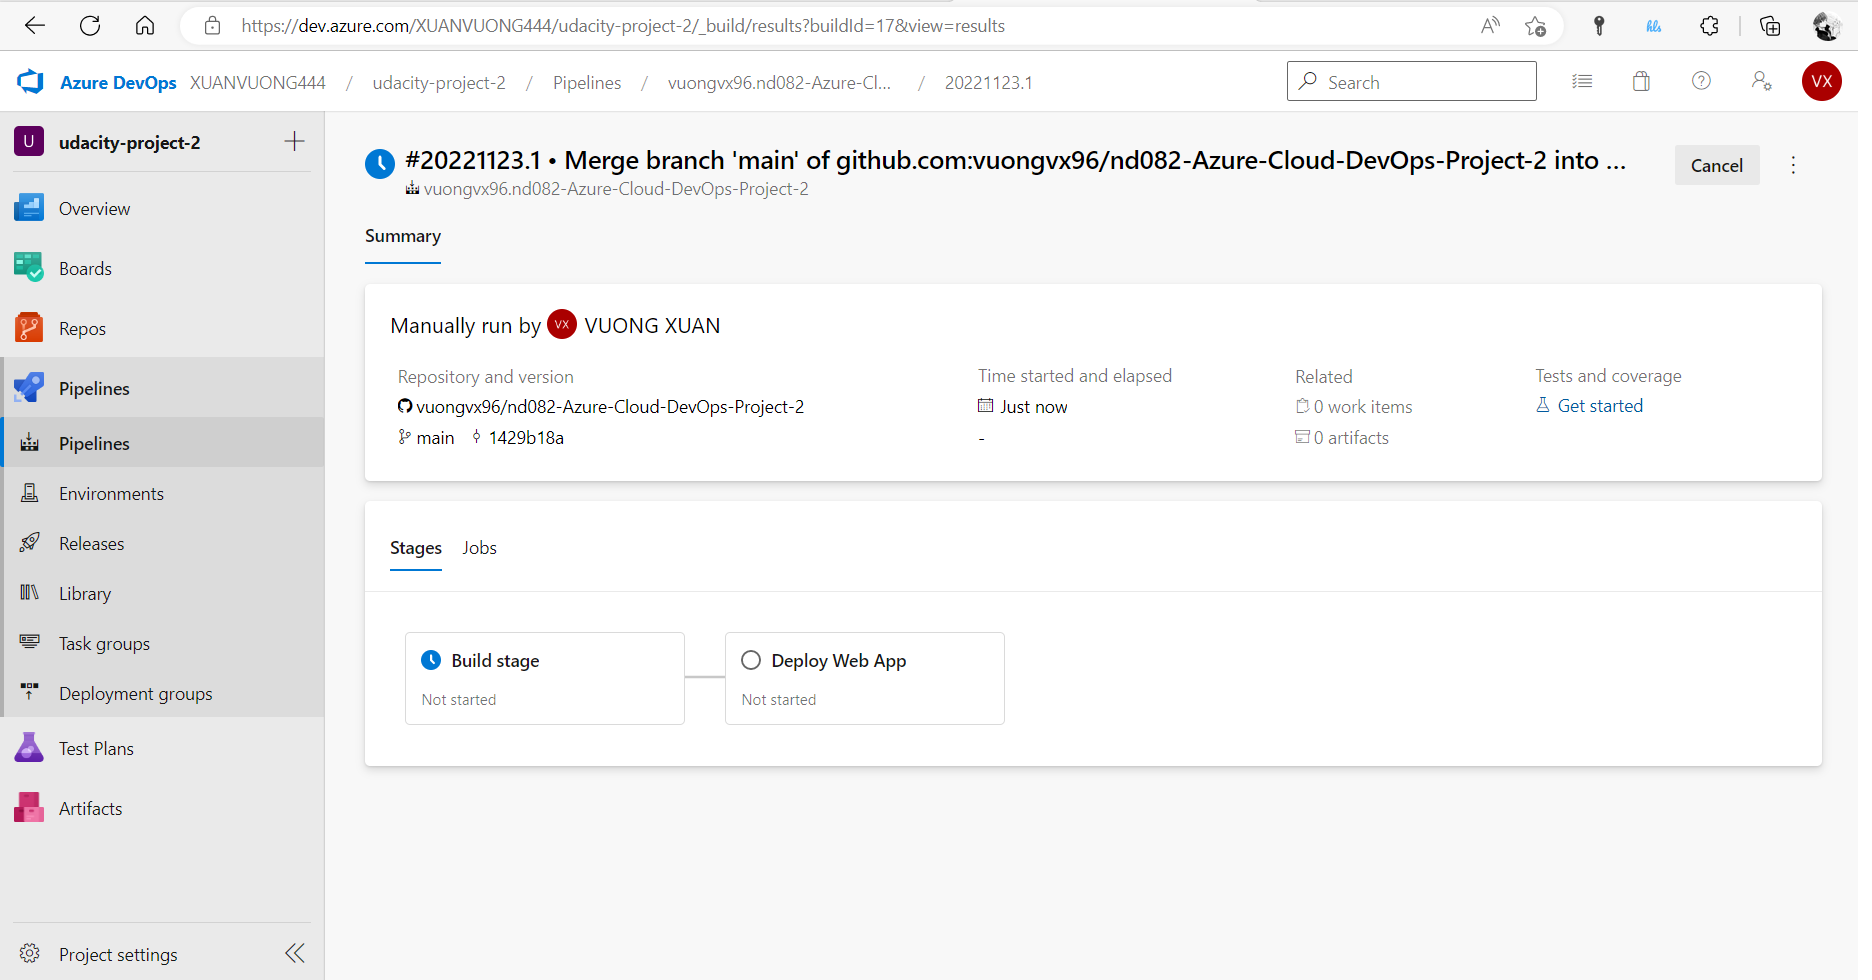 https://dev.azure.com/XUANVUONG444/udacity-project-2/_build/results?buildId=17&view=results
Azure DevOps XUANVUONG444 / udacity-project-2 / Pipelines / vuongvx96.nd082-Azure-Cl... / 20221123.1
Search
VX
U udacity-project-2
Overview
Boards
Repos
Pipelines
Pipelines
Environments
Releases
Library
Task groups
Deployment groups
Test Plans
Artifacts
Project settings
#20221123.1 • Merge branch 'main' of github.com:vuongvx96/nd082-Azure-Cloud-DevOps-Project-2 into ...
vuongvx96.nd082-Azure-Cloud-DevOps-Project-2
Cancel
Summary
Manually run by VX VUONG XUAN
Repository and version
vuongvx96/nd082-Azure-Cloud-DevOps-Project-2
main 1429b18a
Time started and elapsed
Just now
-
Related
0 work items
0 artifacts
Tests and coverage
Get started
Stages Jobs
Build stage
Not started
Deploy Web App
Not started
hls